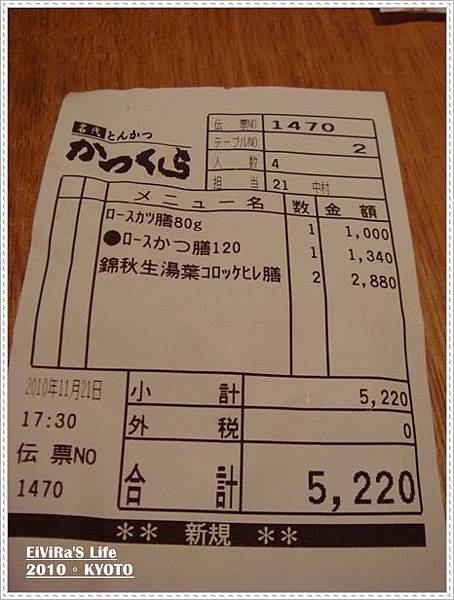 名代 とんかつ
かつくら
伝票NO 1470
テーブルNO 2
人数 4
担当 21 中村
メニュー名 数 金額
ロースカツ膳80g 1 1,000
●ロースかつ膳120 1 1,340
錦秋生湯葉コロッケヒレ膳 2 2,880
2010年11月21日 小計 5,220
17:30 外税 0
伝票NO
1470 合計 5,220
** 新規 **
EiViRa'S Life
2010。KYOTO